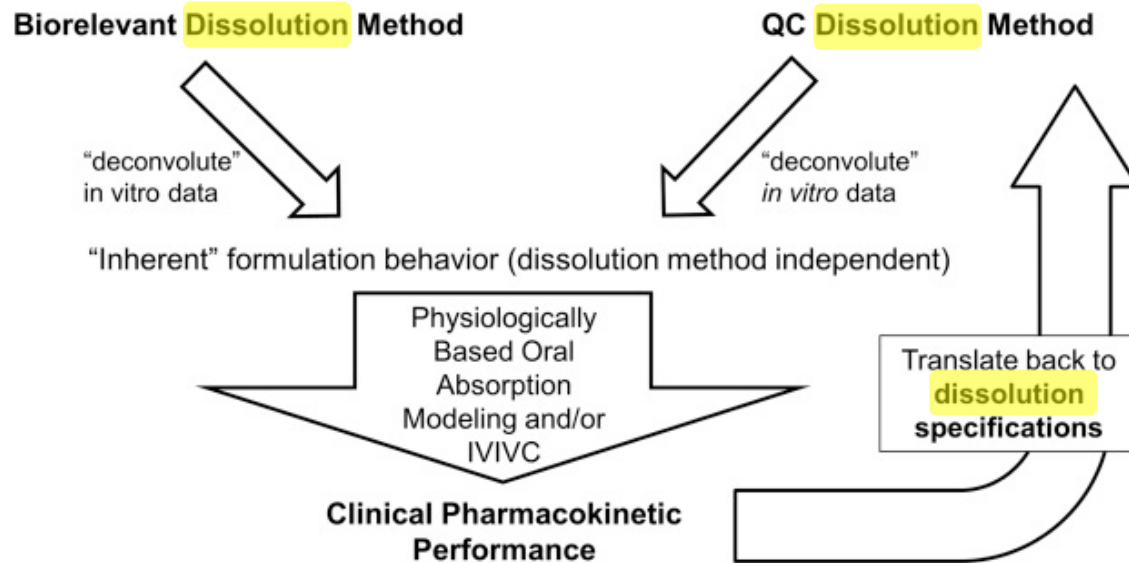 Biorelevant Dissolution Method
QC Dissolution Method
“deconvolute”
in vitro data
“deconvolute”
in vitro data
“Inherent” formulation behavior (dissolution method independent)
Physiologically
Based Oral
Absorption
Modeling and/or
IVIVC
Translate back to
dissolution
specifications
Clinical Pharmacokinetic
Performance